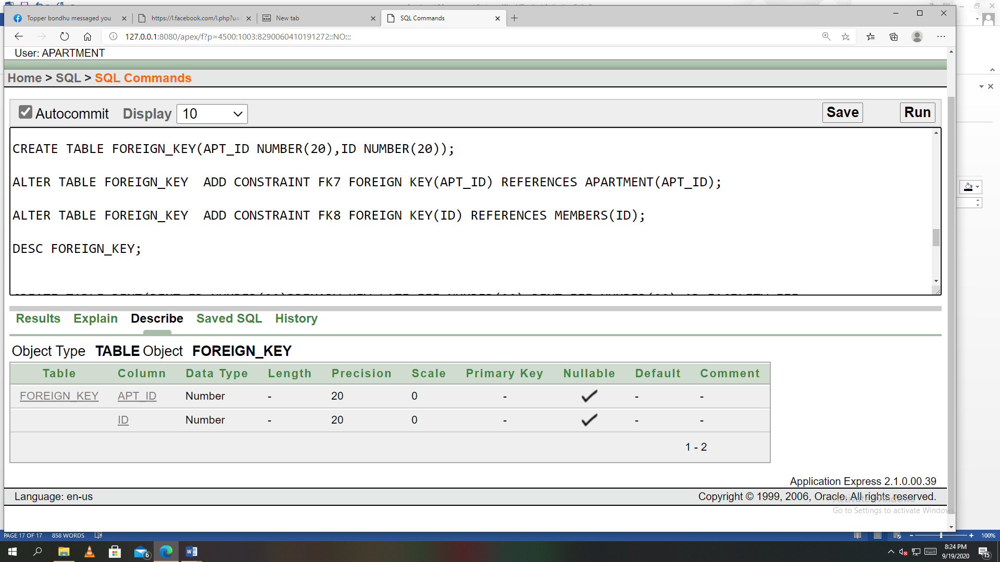 Topper bondhu messaged you
https://l.facebook.com/l.php?u=
New tab
SQL Commands
127.0.0.1:8080/apex/f?p=4500:1003:8290060410191272::NO:::
User: APARTMENT
Home > SQL > SQL Commands
Autocommit Display 10 Save Run
CREATE TABLE FOREIGN_KEY(APT_ID NUMBER(20),ID NUMBER(20));
ALTER TABLE FOREIGN_KEY  ADD CONSTRAINT FK7 FOREIGN KEY(APT_ID) REFERENCES APARTMENT(APT_ID);
ALTER TABLE FOREIGN_KEY  ADD CONSTRAINT FK8 FOREIGN KEY(ID) REFERENCES MEMBERS(ID);
DESC FOREIGN_KEY;
Results Explain Describe Saved SQL History
Object Type TABLE Object FOREIGN_KEY
Table Column Data Type Length Precision Scale Primary Key Nullable Default Comment
FOREIGN_KEY APT_ID Number - 20 0 - - -
ID Number - 20 0 - - -
1 - 2
Application Express 2.1.0.00.39
Language: en-us Copyright © 1999, 2006, Oracle. All rights reserved.
Activate Windows
Go to Settings to activate Windows.
PAGE 17 OF 17 858 WORDS 100%
6
8:24 PM
9/19/2020
15